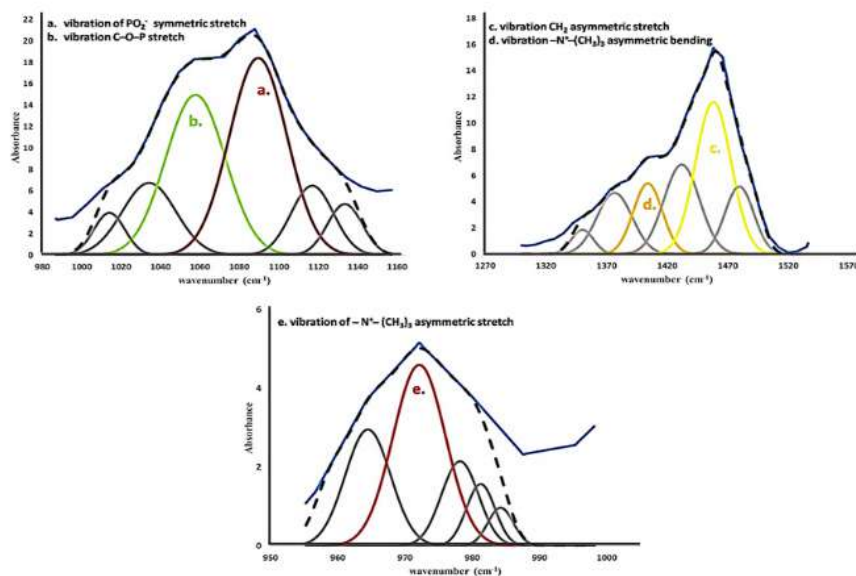 a. vibration of PO₂⁻ symmetric stretch
b. vibration C–O–P stretch
22
20
18
16
14
12
10
8
6
4
2
0
Absorbance
b.
a.
980 1000 1020 1040 1060 1080 1100 1120 1140 1160
wavenumber (cm⁻¹)
c. vibration CH₂ asymmetric stretch
d. vibration –N⁺–(CH₃)₃ asymmetric bending
18
16
14
12
10
8
6
4
2
0
Absorbance
c.
d.
1270 1320 1370 1420 1470 1520 1570
wavenumber (cm⁻¹)
e. vibration of – N⁺– (CH₃)₃ asymmetric stretch
6
4
2
0
Absorbance
e.
950 960 970 980 990 1000
wavenumber (cm⁻¹)